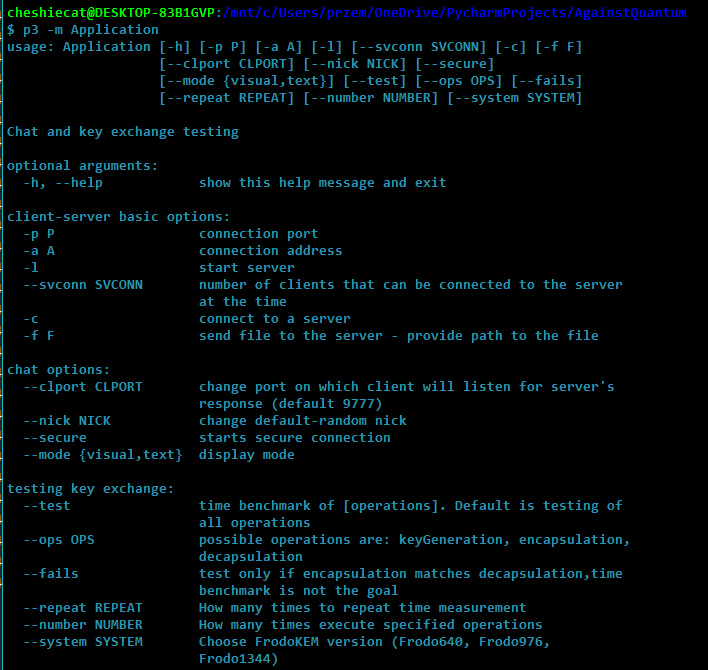 cheshiecat@DESKTOP-83B1GVP:/mnt/c/Users/przem/OneDrive/PycharmProjects/AgainstQuantum
$ p3 -m Application
usage: Application [-h] [-p P] [-a A] [-l] [--svconn SVCONN] [-c] [-f F]
[--clport CLPORT] [--nick NICK] [--secure]
[--mode {visual,text}] [--test] [--ops OPS] [--fails]
[--repeat REPEAT] [--number NUMBER] [--system SYSTEM]
Chat and key exchange testing
optional arguments:
-h, --help show this help message and exit
client-server basic options:
-p P connection port
-a A connection address
-l start server
--svconn SVCONN number of clients that can be connected to the server
at the time
-c connect to a server
-f F send file to the server - provide path to the file
chat options:
--clport CLPORT change port on which client will listen for server's
response (default 9777)
--nick NICK change default-random nick
--secure starts secure connection
--mode {visual,text} display mode
testing key exchange:
--test time benchmark of [operations]. Default is testing of
all operations
--ops OPS possible operations are: keyGeneration, encapsulation,
decapsulation
--fails test only if encapsulation matches decapsulation,time
benchmark is not the goal
--repeat REPEAT How many times to repeat time measurement
--number NUMBER How many times execute specified operations
--system SYSTEM Choose FrodoKEM version (Frodo640, Frodo976,
Frodo1344)